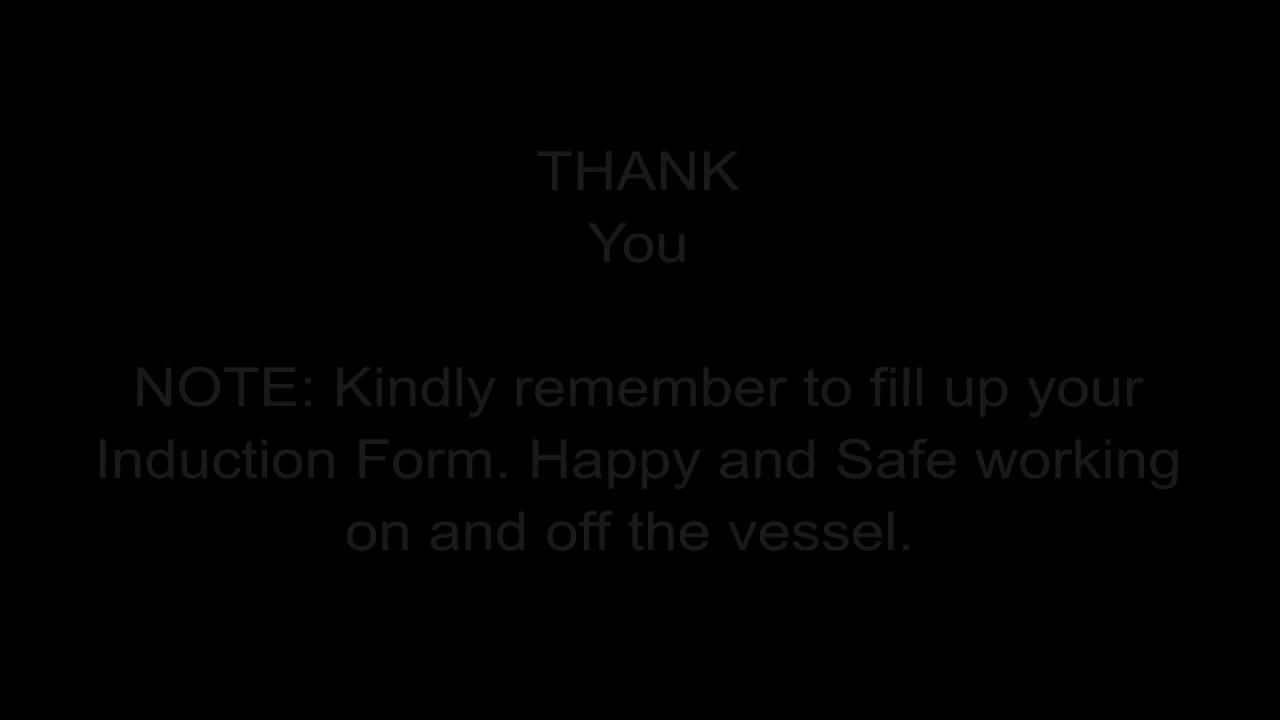 THANK
You
NOTE: Kindly remember to fill up your
Induction Form. Happy and Safe working
on and off the vessel.